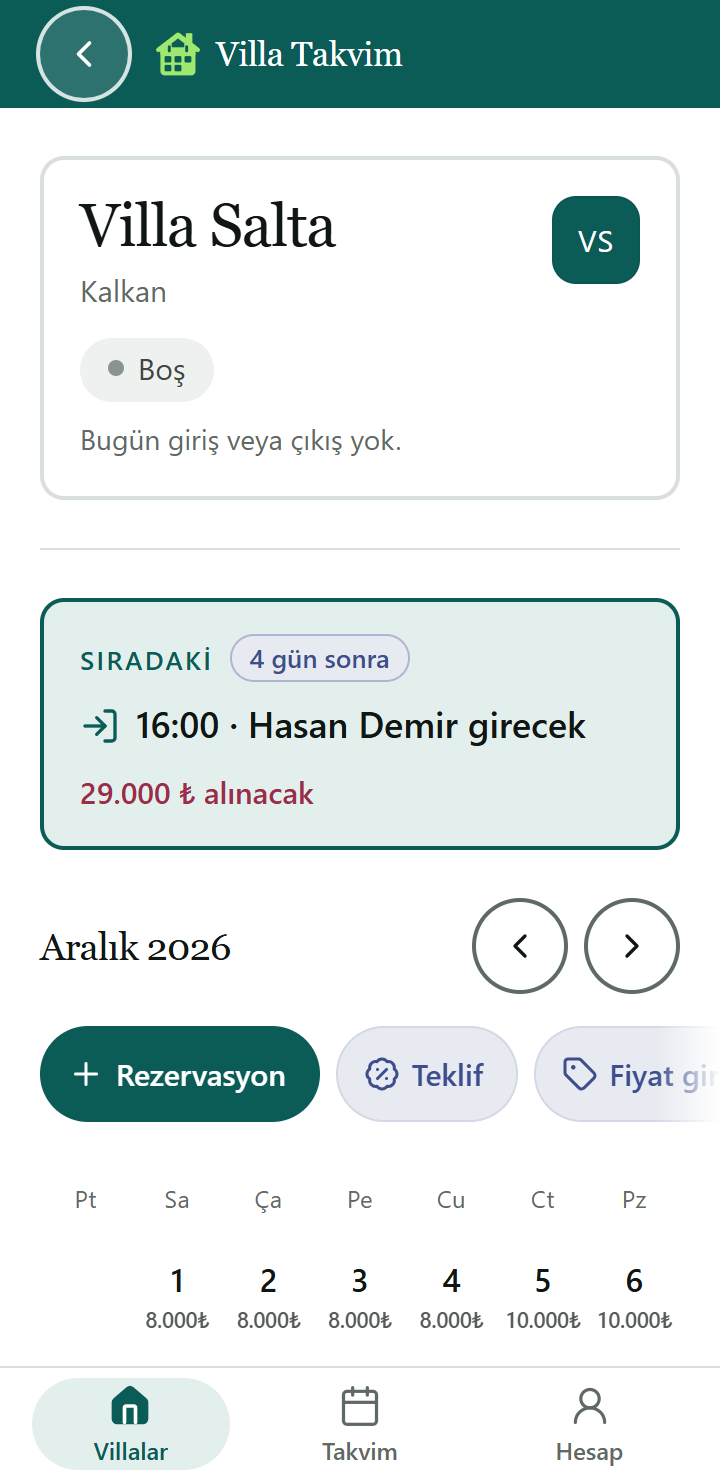 Villa Takvim
Villa Salta
VS
Kalkan
Boş
Bugün giriş veya çıkış yok.
SIRADAKİ
4 gün sonra
16:00 · Hasan Demir girecek
29.000 ₺ alınacak
Aralık 2026
Rezervasyon
Teklif
Fiyat gir
Pt Sa Ça Pe Cu Ct Pz
1 2 3 4 5 6
8.000₺ 8.000₺ 8.000₺ 8.000₺ 10.000₺ 10.000₺
Villalar
Takvim
Hesap